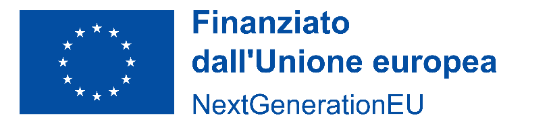 Finanziato
dall'Unione europea
NextGenerationEU